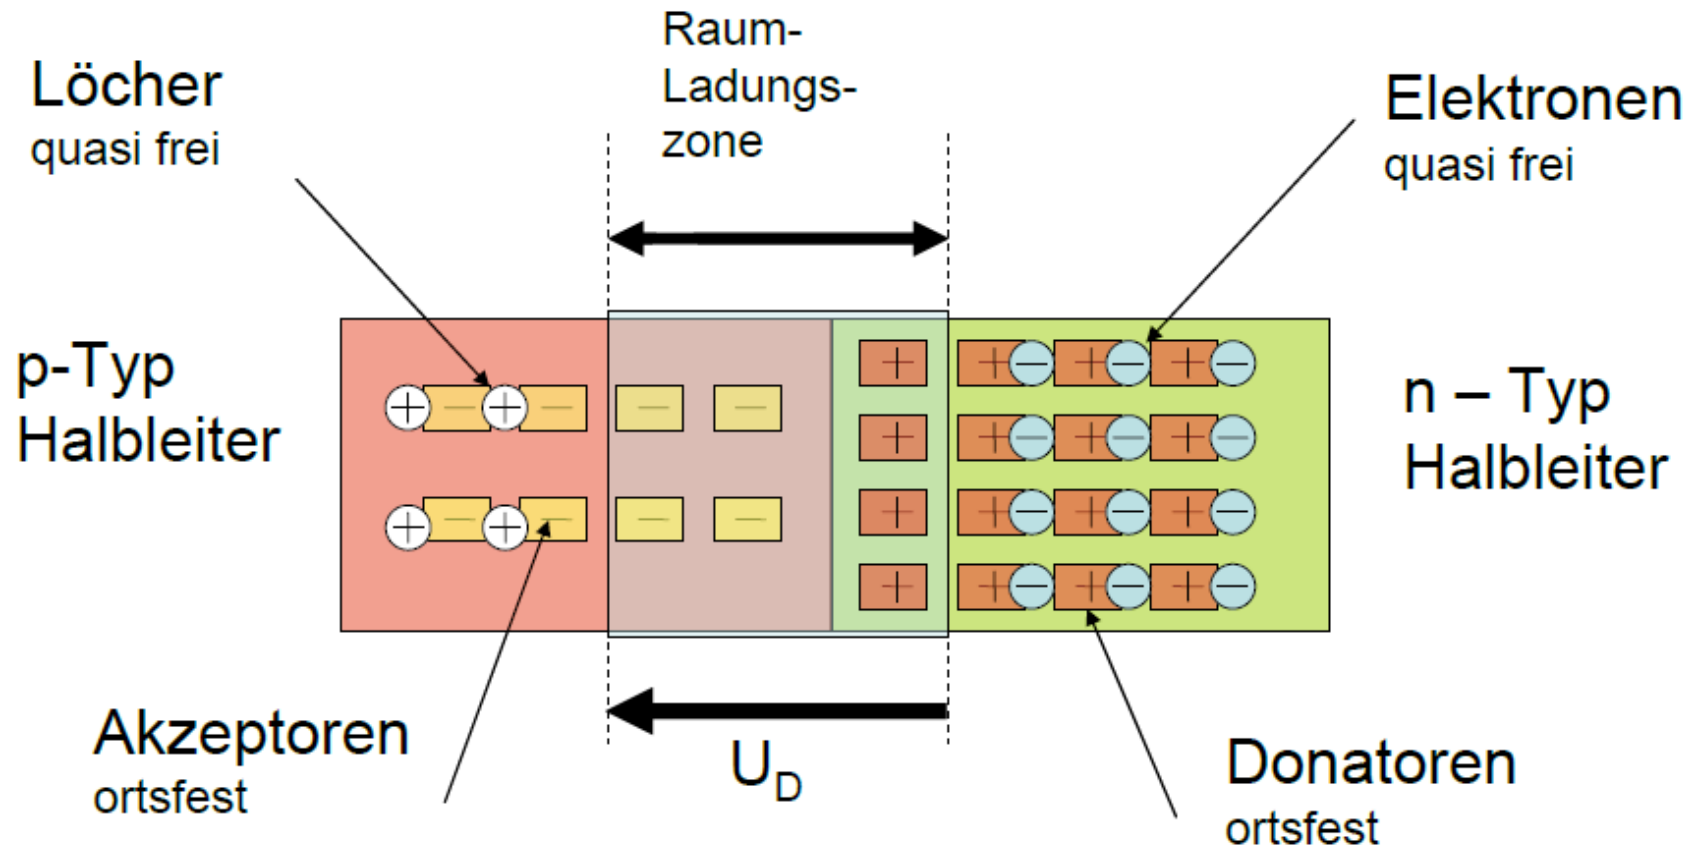 Raum-
Ladungs-
zone
Löcher
quasi frei
Elektronen
quasi frei
p-Typ
Halbleiter
n – Typ
Halbleiter
+ + + − + − + − + −
+ − + − − −
+ + − + − + −
+ − + − − −
+ + − + − + −
+ + − + − + −
Akzeptoren
ortsfest
U_D
Donatoren
ortsfest